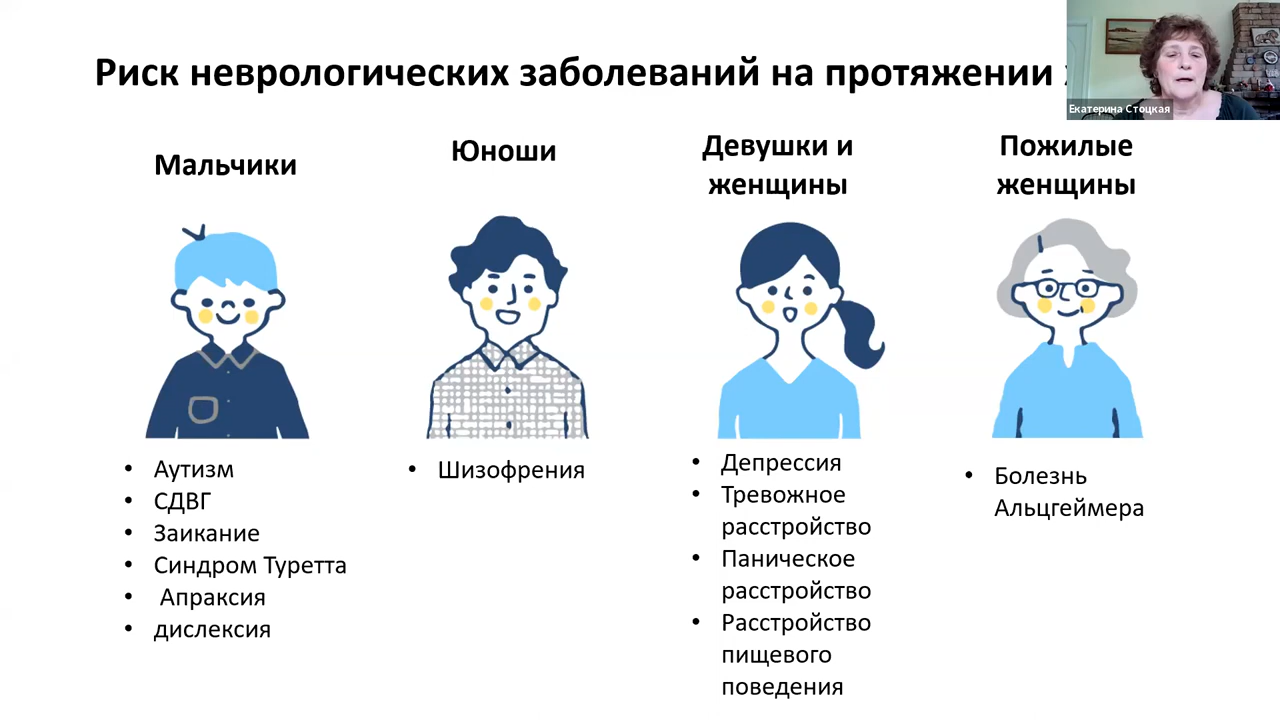 Риск неврологических заболеваний на протяжении
Екатерина Стоцкая
Мальчики
Юноши
Девушки и
женщины
Пожилые
женщины
• Аутизм
• СДВГ
• Заикание
• Синдром Туретта
• Апраксия
• дислексия
• Шизофрения
• Депрессия
• Тревожное
расстройство
• Паническое
расстройство
• Расстройство
пищевого
поведения
• Болезнь
Альцгеймера